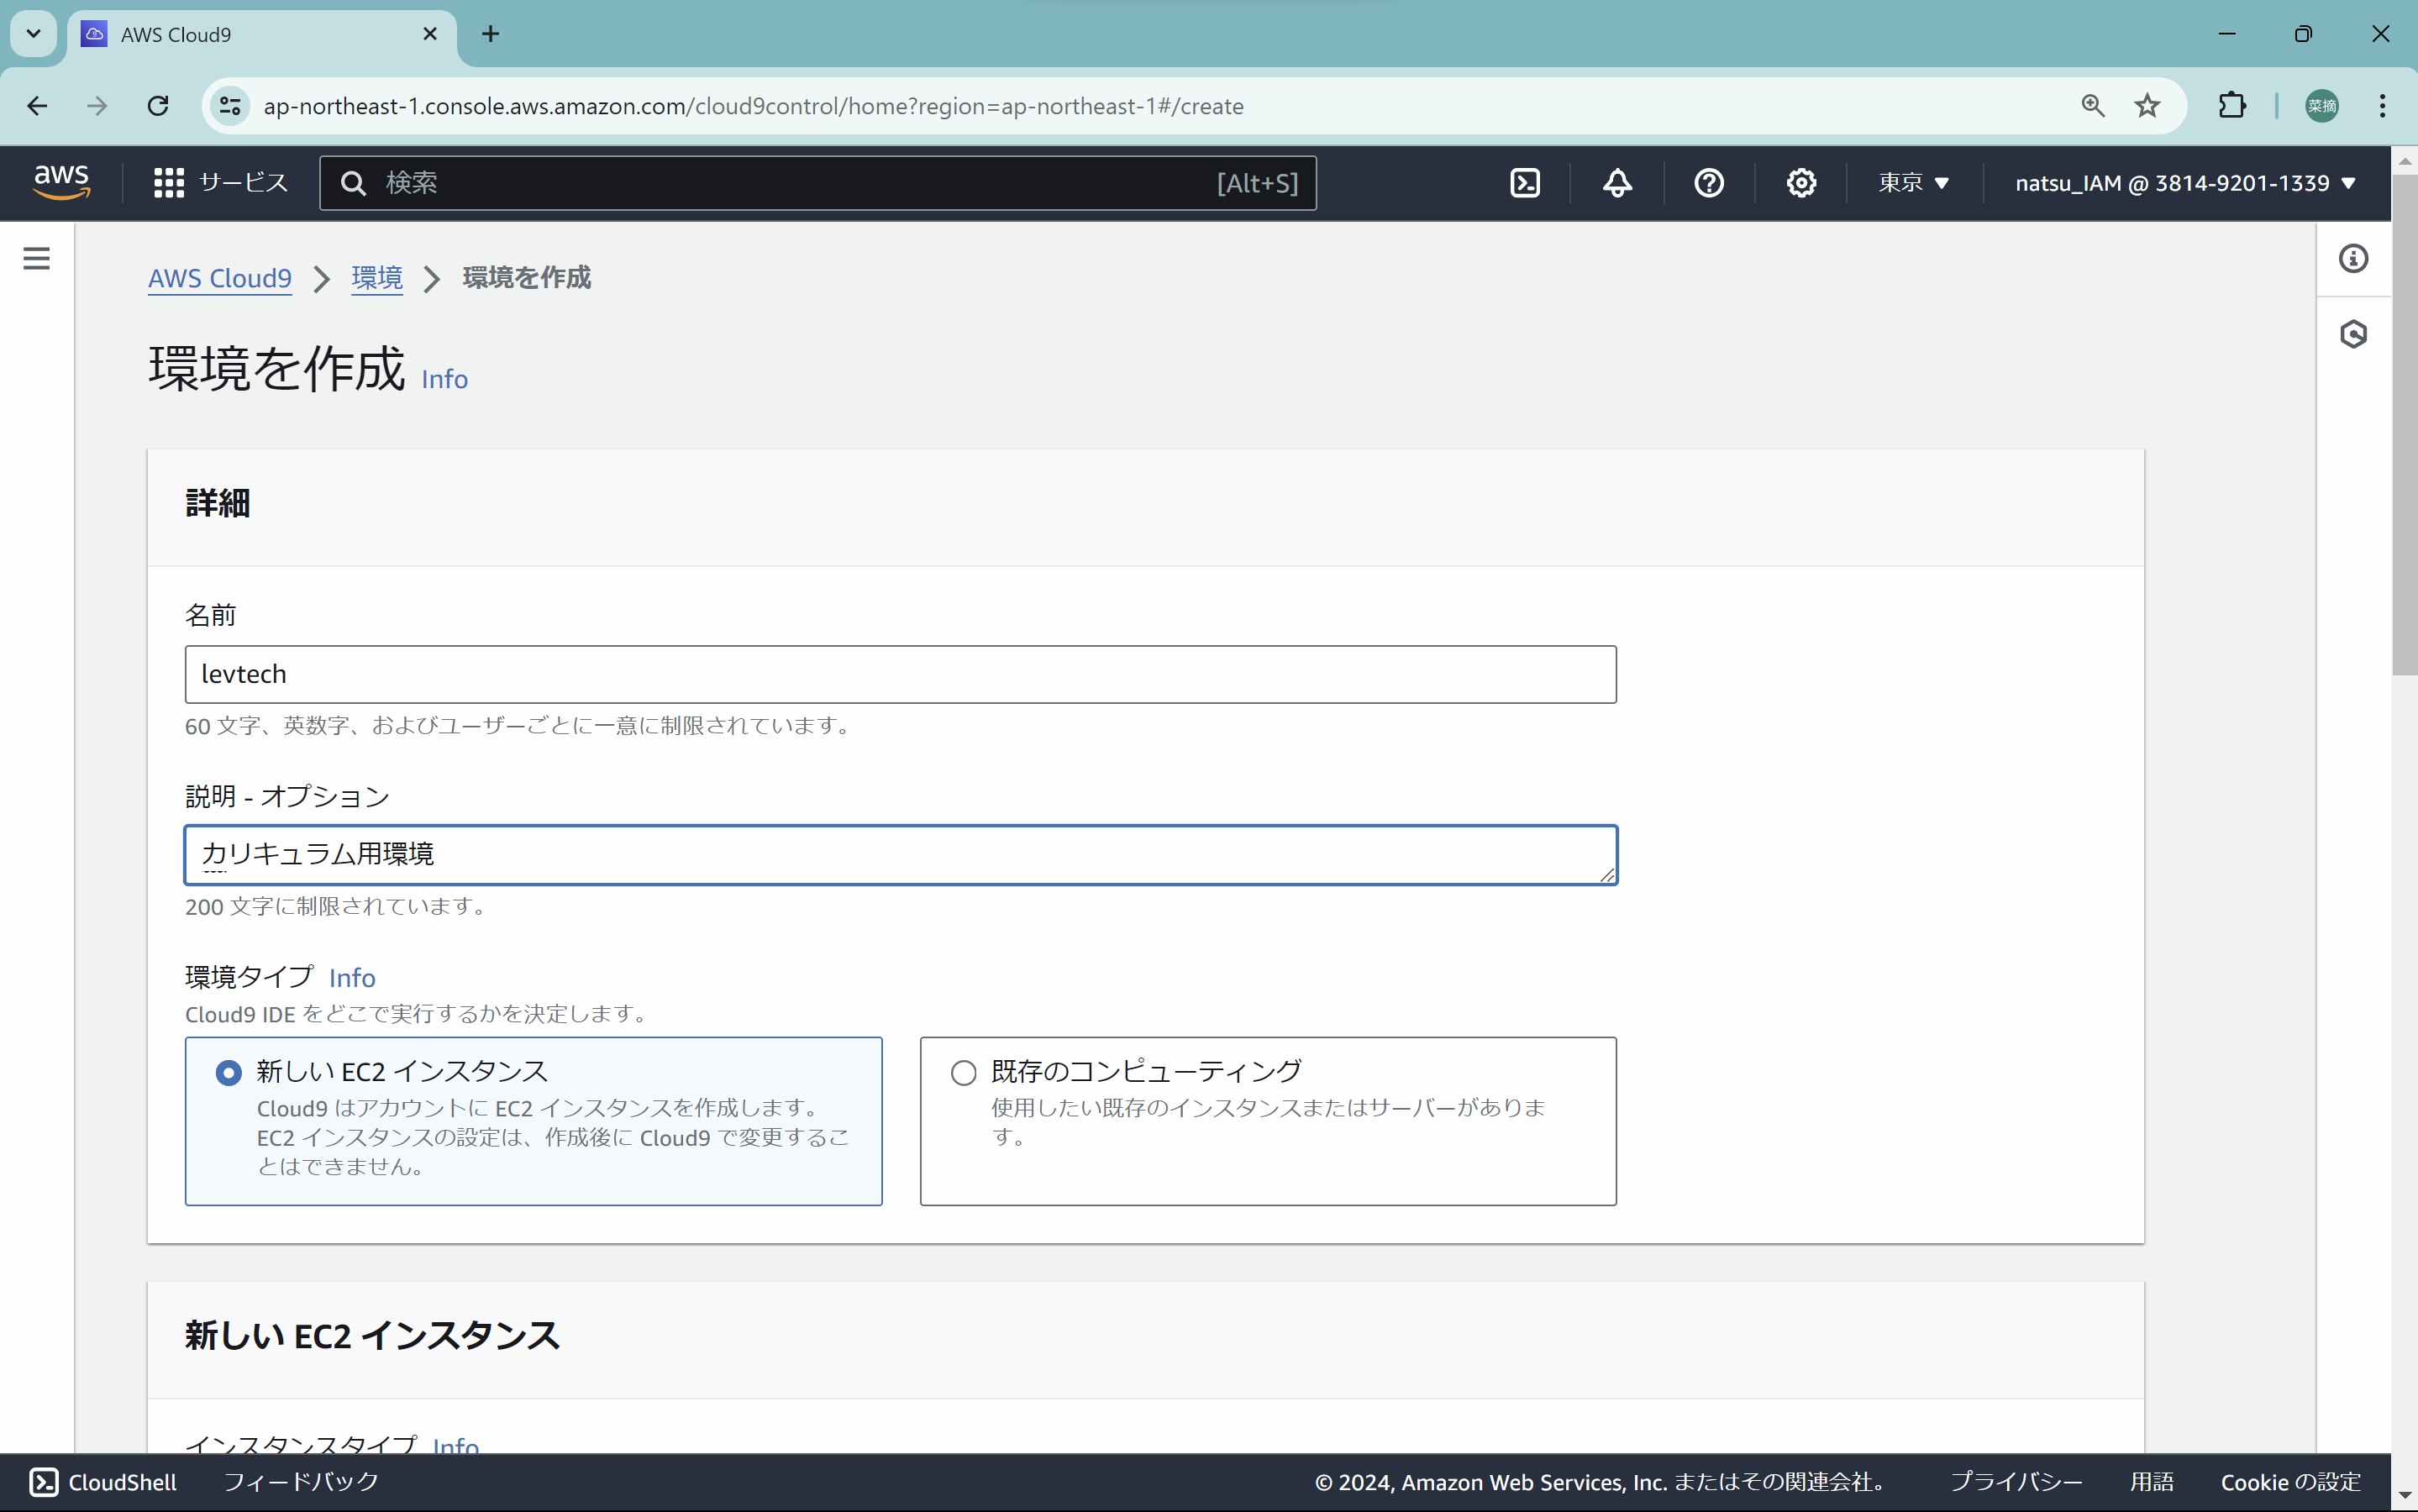 AWS Cloud9
ap-northeast-1.console.aws.amazon.com/cloud9control/home?region=ap-northeast-1#/create
菜摘
aws
サービス
検索
[Alt+S]
東京
natsu_IAM @ 3814-9201-1339
AWS Cloud9
環境
環境を作成
環境を作成 Info
詳細
名前
levtech
60 文字、英数字、およびユーザーごとに一意に制限されています。
説明 - オプション
カリキュラム用環境
200 文字に制限されています。
環境タイプ Info
Cloud9 IDE をどこで実行するかを決定します。
新しい EC2 インスタンス
Cloud9 はアカウントに EC2 インスタンスを作成します。
EC2 インスタンスの設定は、作成後に Cloud9 で変更するこ
とはできません。
既存のコンピューティング
使用したい既存のインスタンスまたはサーバーがありま
す。
新しい EC2 インスタンス
インスタンスタイプ Info
CloudShell
フィードバック
© 2024, Amazon Web Services, Inc. またはその関連会社。
プライバシー
用語
Cookie の設定